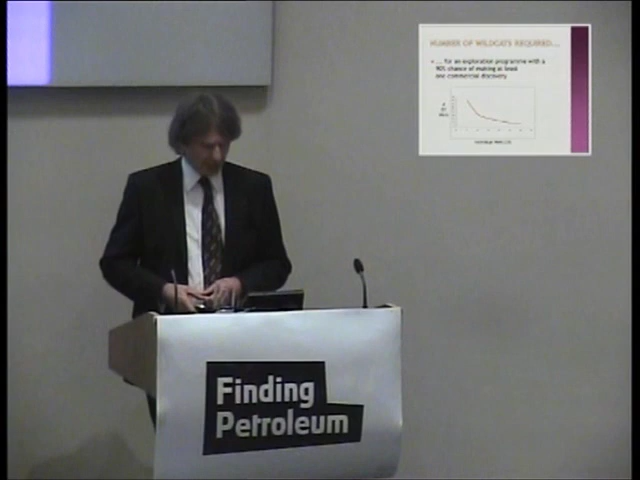 NUMBER OF WILDCATS REQUIRED...
... for an exploration programme with a
90% chance of making at least
one commercial discovery
Finding
Petroleum